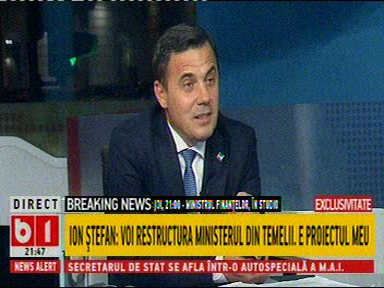 DIRECT
BREAKING NEWS
JOI, 21:00 - MINISTRUL FINANȚELOR, ÎN STUDIO
EXCLUSIVITATE
b1
ION ȘTEFAN: VOI RESTRUCTURA MINISTERUL DIN TEMELII. E PROIECTUL MEU
21:47
NEWS ALERT
SECRETARUL DE STAT SE AFLĂ ÎNTR-O AUTOSPECIALĂ A M.A.I.